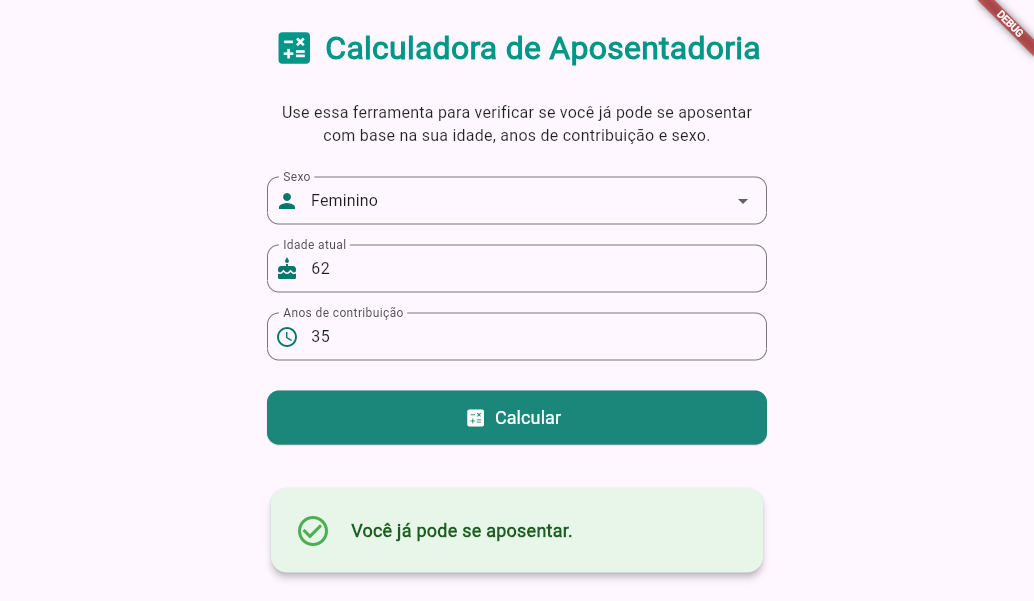 DEBUG
Calculadora de Aposentadoria
Use essa ferramenta para verificar se você já pode se aposentar
com base na sua idade, anos de contribuição e sexo.
Sexo
Feminino
Idade atual
62
Anos de contribuição
35
Calcular
Você já pode se aposentar.